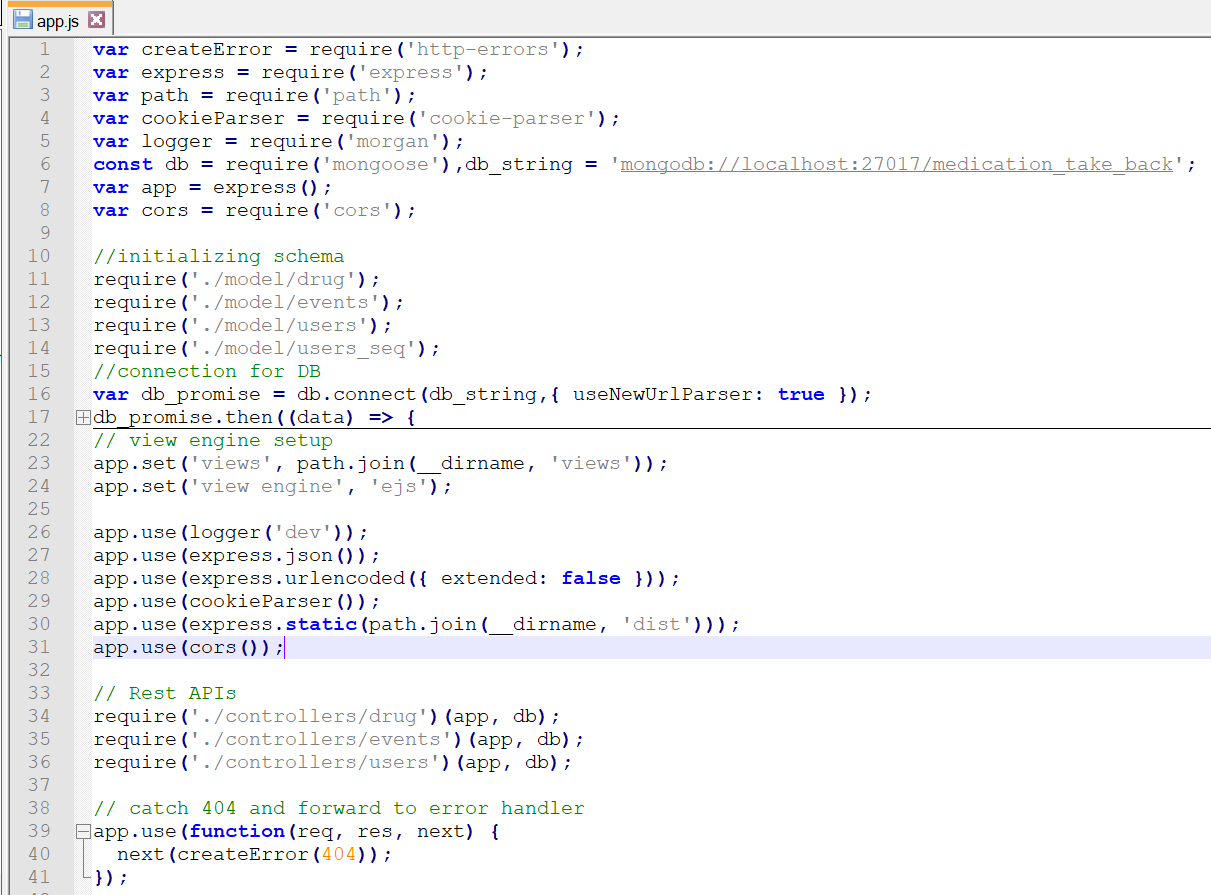 app.js
1 var createError = require('http-errors');
2 var express = require('express');
3 var path = require('path');
4 var cookieParser = require('cookie-parser');
5 var logger = require('morgan');
6 const db = require('mongoose'),db_string = 'mongodb://localhost:27017/medication_take_back';
7 var app = express();
8 var cors = require('cors');
9
10 //initializing schema
11 require('./model/drug');
12 require('./model/events');
13 require('./model/users');
14 require('./model/users_seq');
15 //connection for DB
16 var db_promise = db.connect(db_string,{ useNewUrlParser: true });
17 db_promise.then((data) => {
22 // view engine setup
23 app.set('views', path.join(__dirname, 'views'));
24 app.set('view engine', 'ejs');
25
26 app.use(logger('dev'));
27 app.use(express.json());
28 app.use(express.urlencoded({ extended: false }));
29 app.use(cookieParser());
30 app.use(express.static(path.join(__dirname, 'dist')));
31 app.use(cors());
32
33 // Rest APIs
34 require('./controllers/drug')(app, db);
35 require('./controllers/events')(app, db);
36 require('./controllers/users')(app, db);
37
38 // catch 404 and forward to error handler
39 app.use(function(req, res, next) {
40   next(createError(404));
41 });